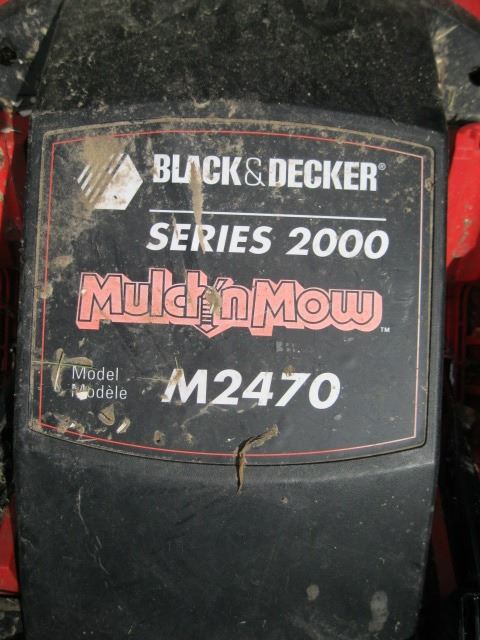 BLACK&DECKER®
SERIES 2000
Mulch'nMow™
Model
Modèle
M2470